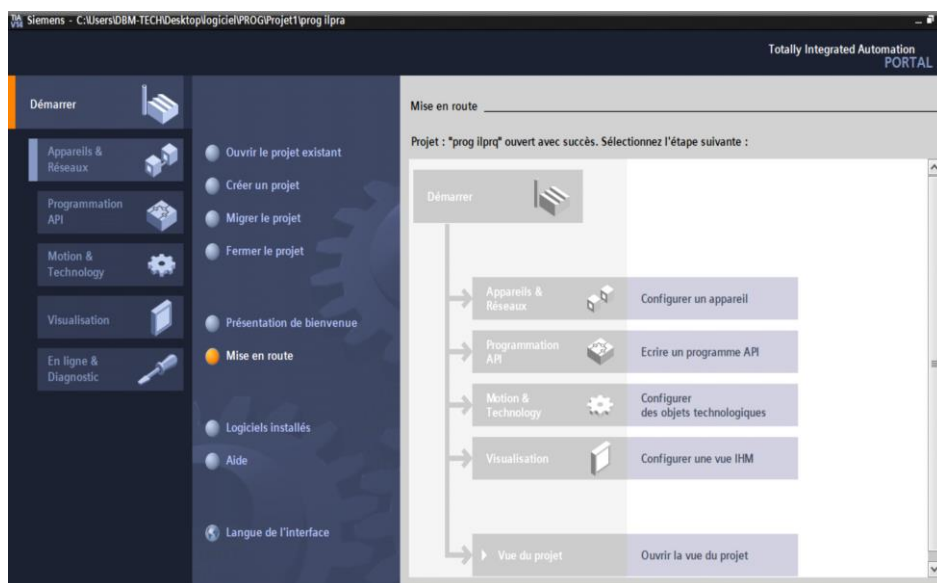 TIA V14 Siemens - C:\Users\DBM-TECH\Desktop\logiciel\PROG\Projet1\prog ilpra
Totally Integrated Automation
PORTAL
Démarrer
Appareils &
Réseaux
Programmation
API
Motion &
Technology
Visualisation
En ligne &
Diagnostic
Ouvrir le projet existant
Créer un projet
Migrer le projet
Fermer le projet
Présentation de bienvenue
Mise en route
Logiciels installés
Aide
Langue de l'interface
Mise en route
Projet : "prog ilprq" ouvert avec succès. Sélectionnez l'étape suivante :
Démarrer
Appareils &
Réseaux
Configurer un appareil
Programmation
API
Ecrire un programme API
Motion &
Technology
Configurer
des objets technologiques
Visualisation
Configurer une vue IHM
Vue du projet
Ouvrir la vue du projet